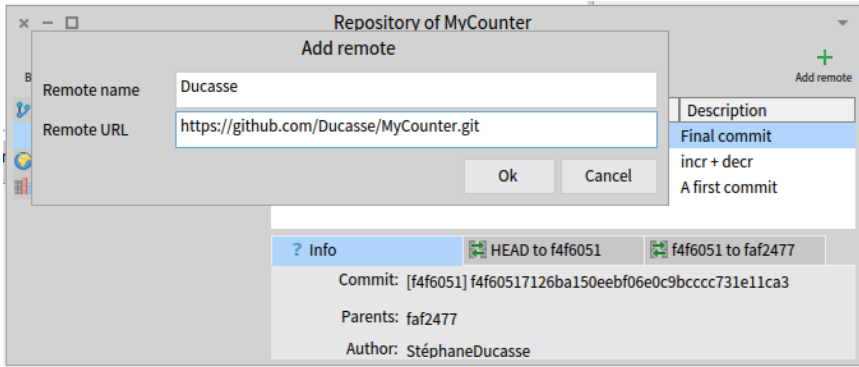 Repository of MyCounter
Add remote
B
Add remote
Remote name
Ducasse
Remote URL
https://github.com/Ducasse/MyCounter.git
Ok
Cancel
Description
Final commit
incr + decr
A first commit
? Info
HEAD to f4f6051
f4f6051 to faf2477
Commit: [f4f6051] f4f60517126ba150eebf06e0c9bcccc731e11ca3
Parents: faf2477
Author: StéphaneDucasse